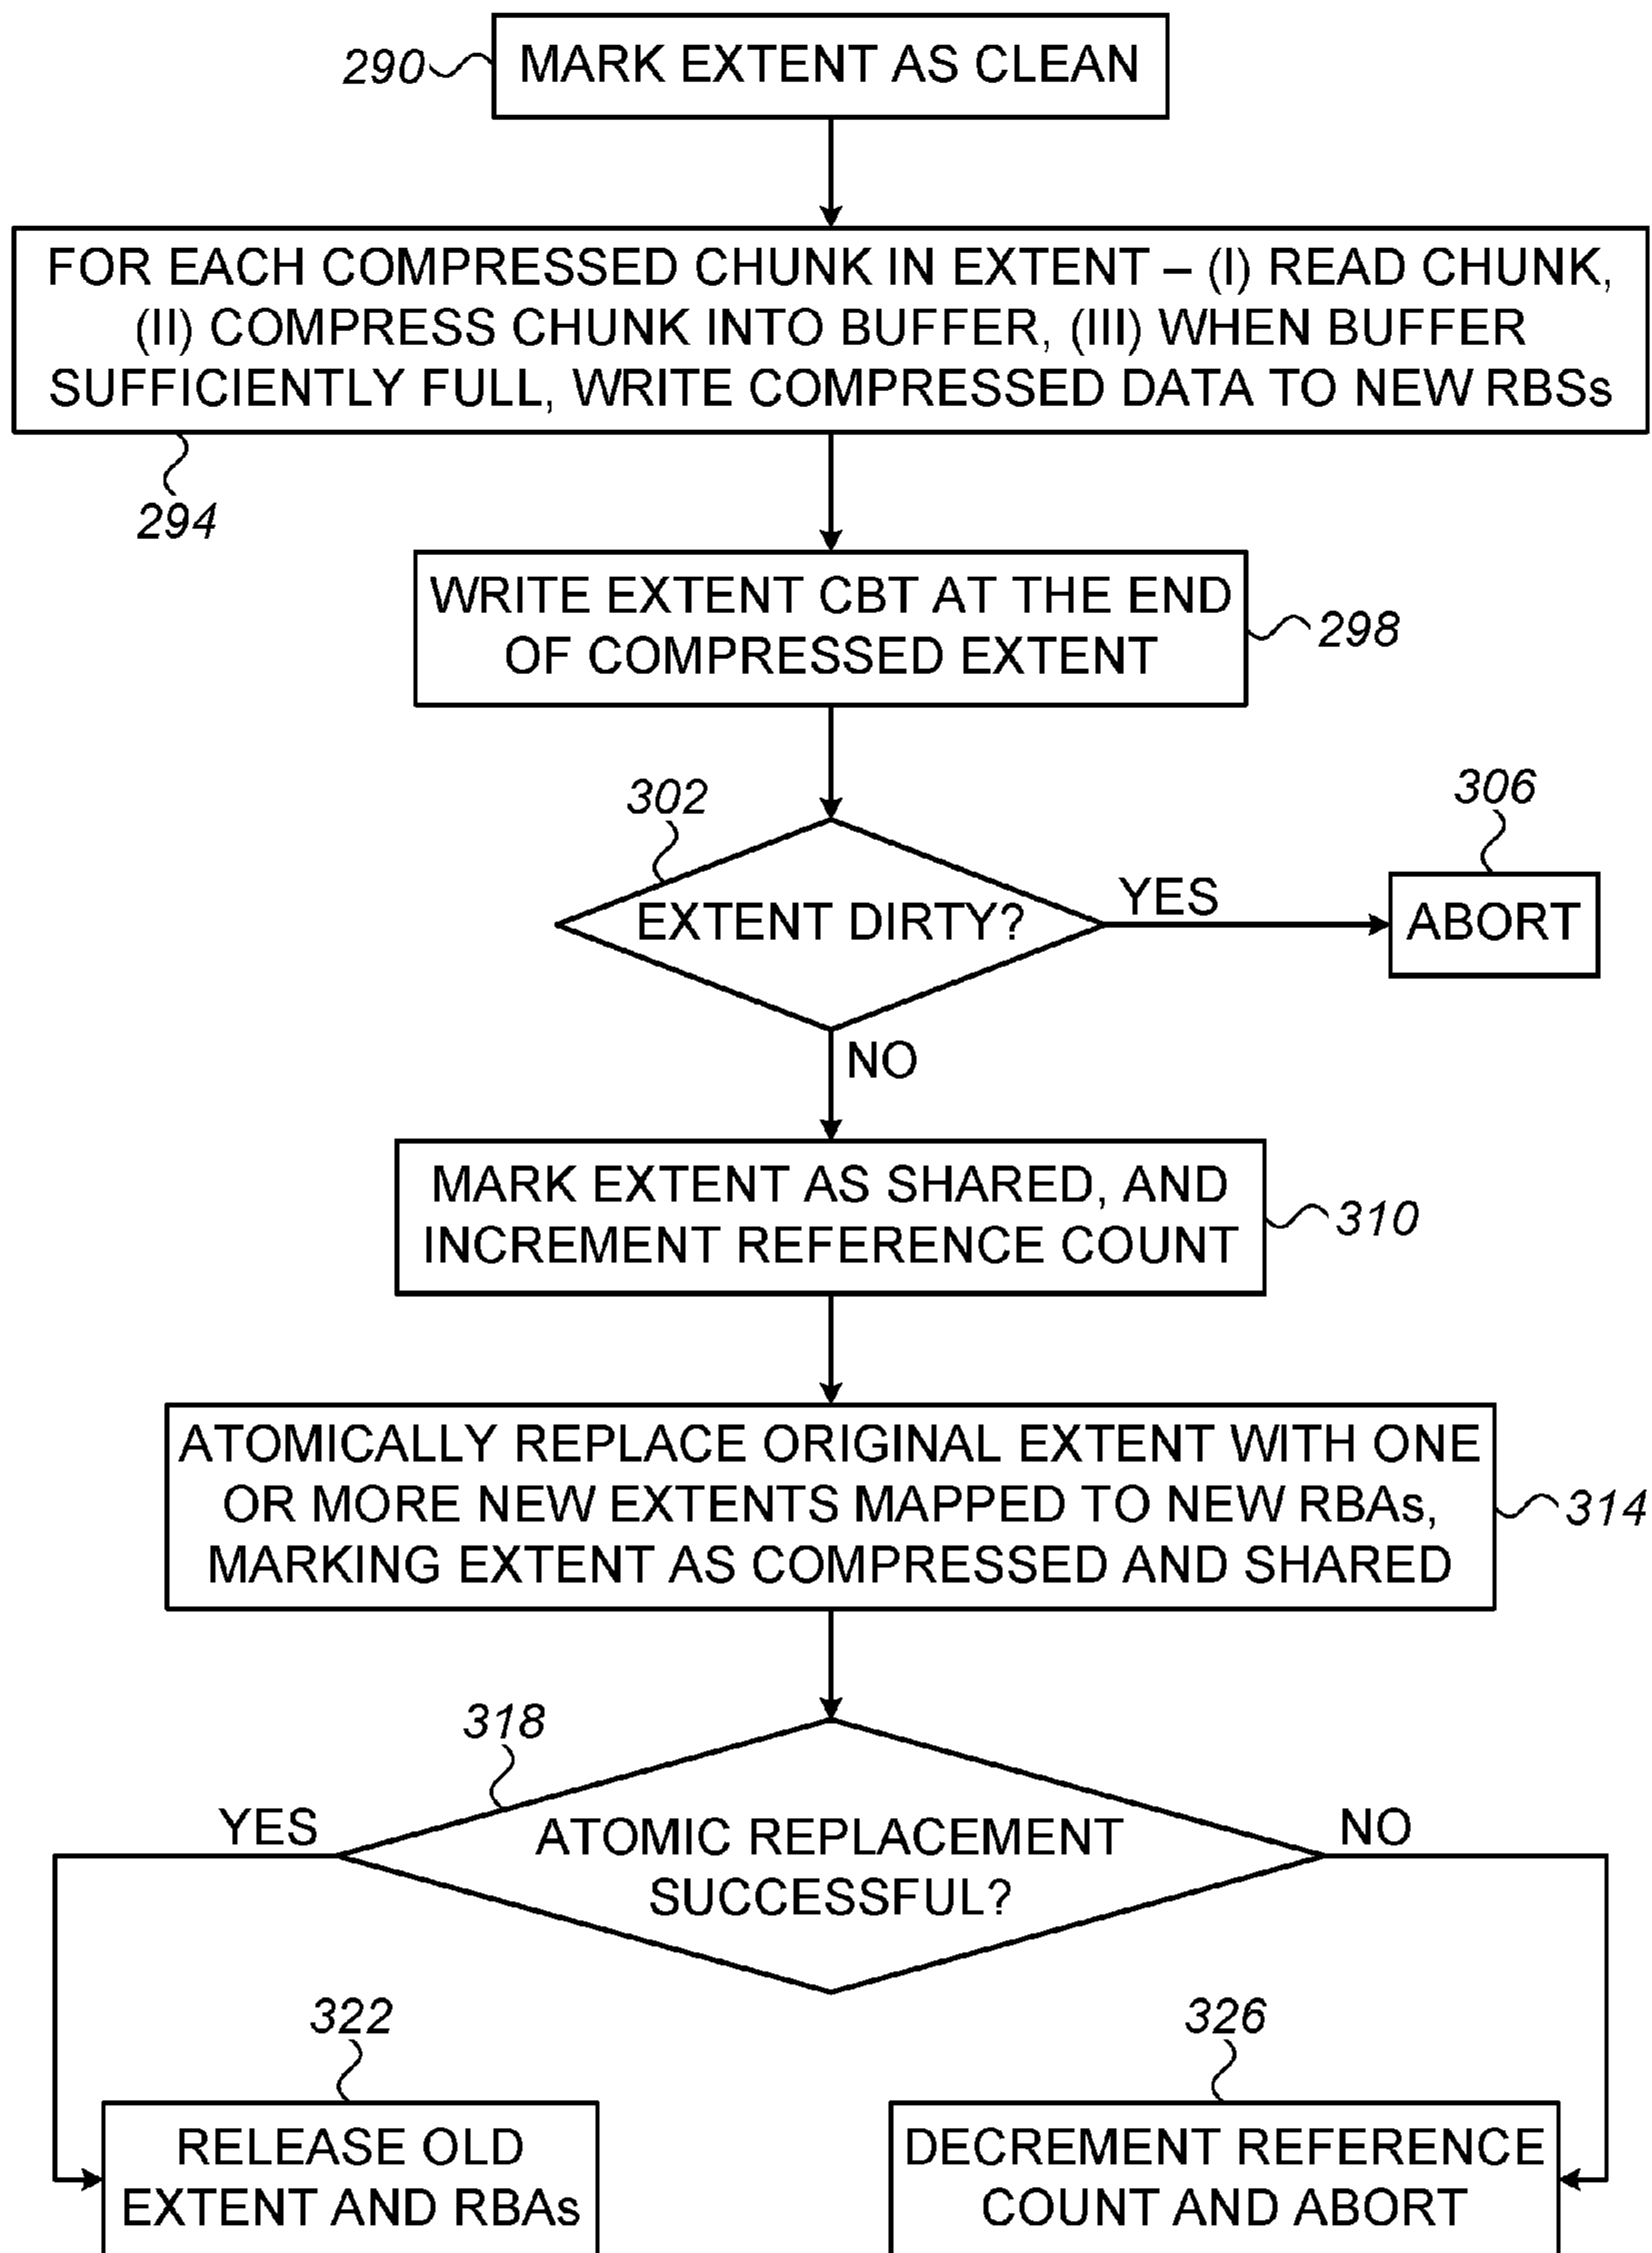 290
MARK EXTENT AS CLEAN
FOR EACH COMPRESSED CHUNK IN EXTENT – (I) READ CHUNK,
(II) COMPRESS CHUNK INTO BUFFER, (III) WHEN BUFFER
SUFFICIENTLY FULL, WRITE COMPRESSED DATA TO NEW RBSs
294
WRITE EXTENT CBT AT THE END
OF COMPRESSED EXTENT
298
302
306
EXTENT DIRTY?
YES
ABORT
NO
MARK EXTENT AS SHARED, AND
INCREMENT REFERENCE COUNT
310
ATOMICALLY REPLACE ORIGINAL EXTENT WITH ONE
OR MORE NEW EXTENTS MAPPED TO NEW RBAs,
MARKING EXTENT AS COMPRESSED AND SHARED
314
318
YES
NO
ATOMIC REPLACEMENT
SUCCESSFUL?
322
326
RELEASE OLD
EXTENT AND RBAs
DECREMENT REFERENCE
COUNT AND ABORT